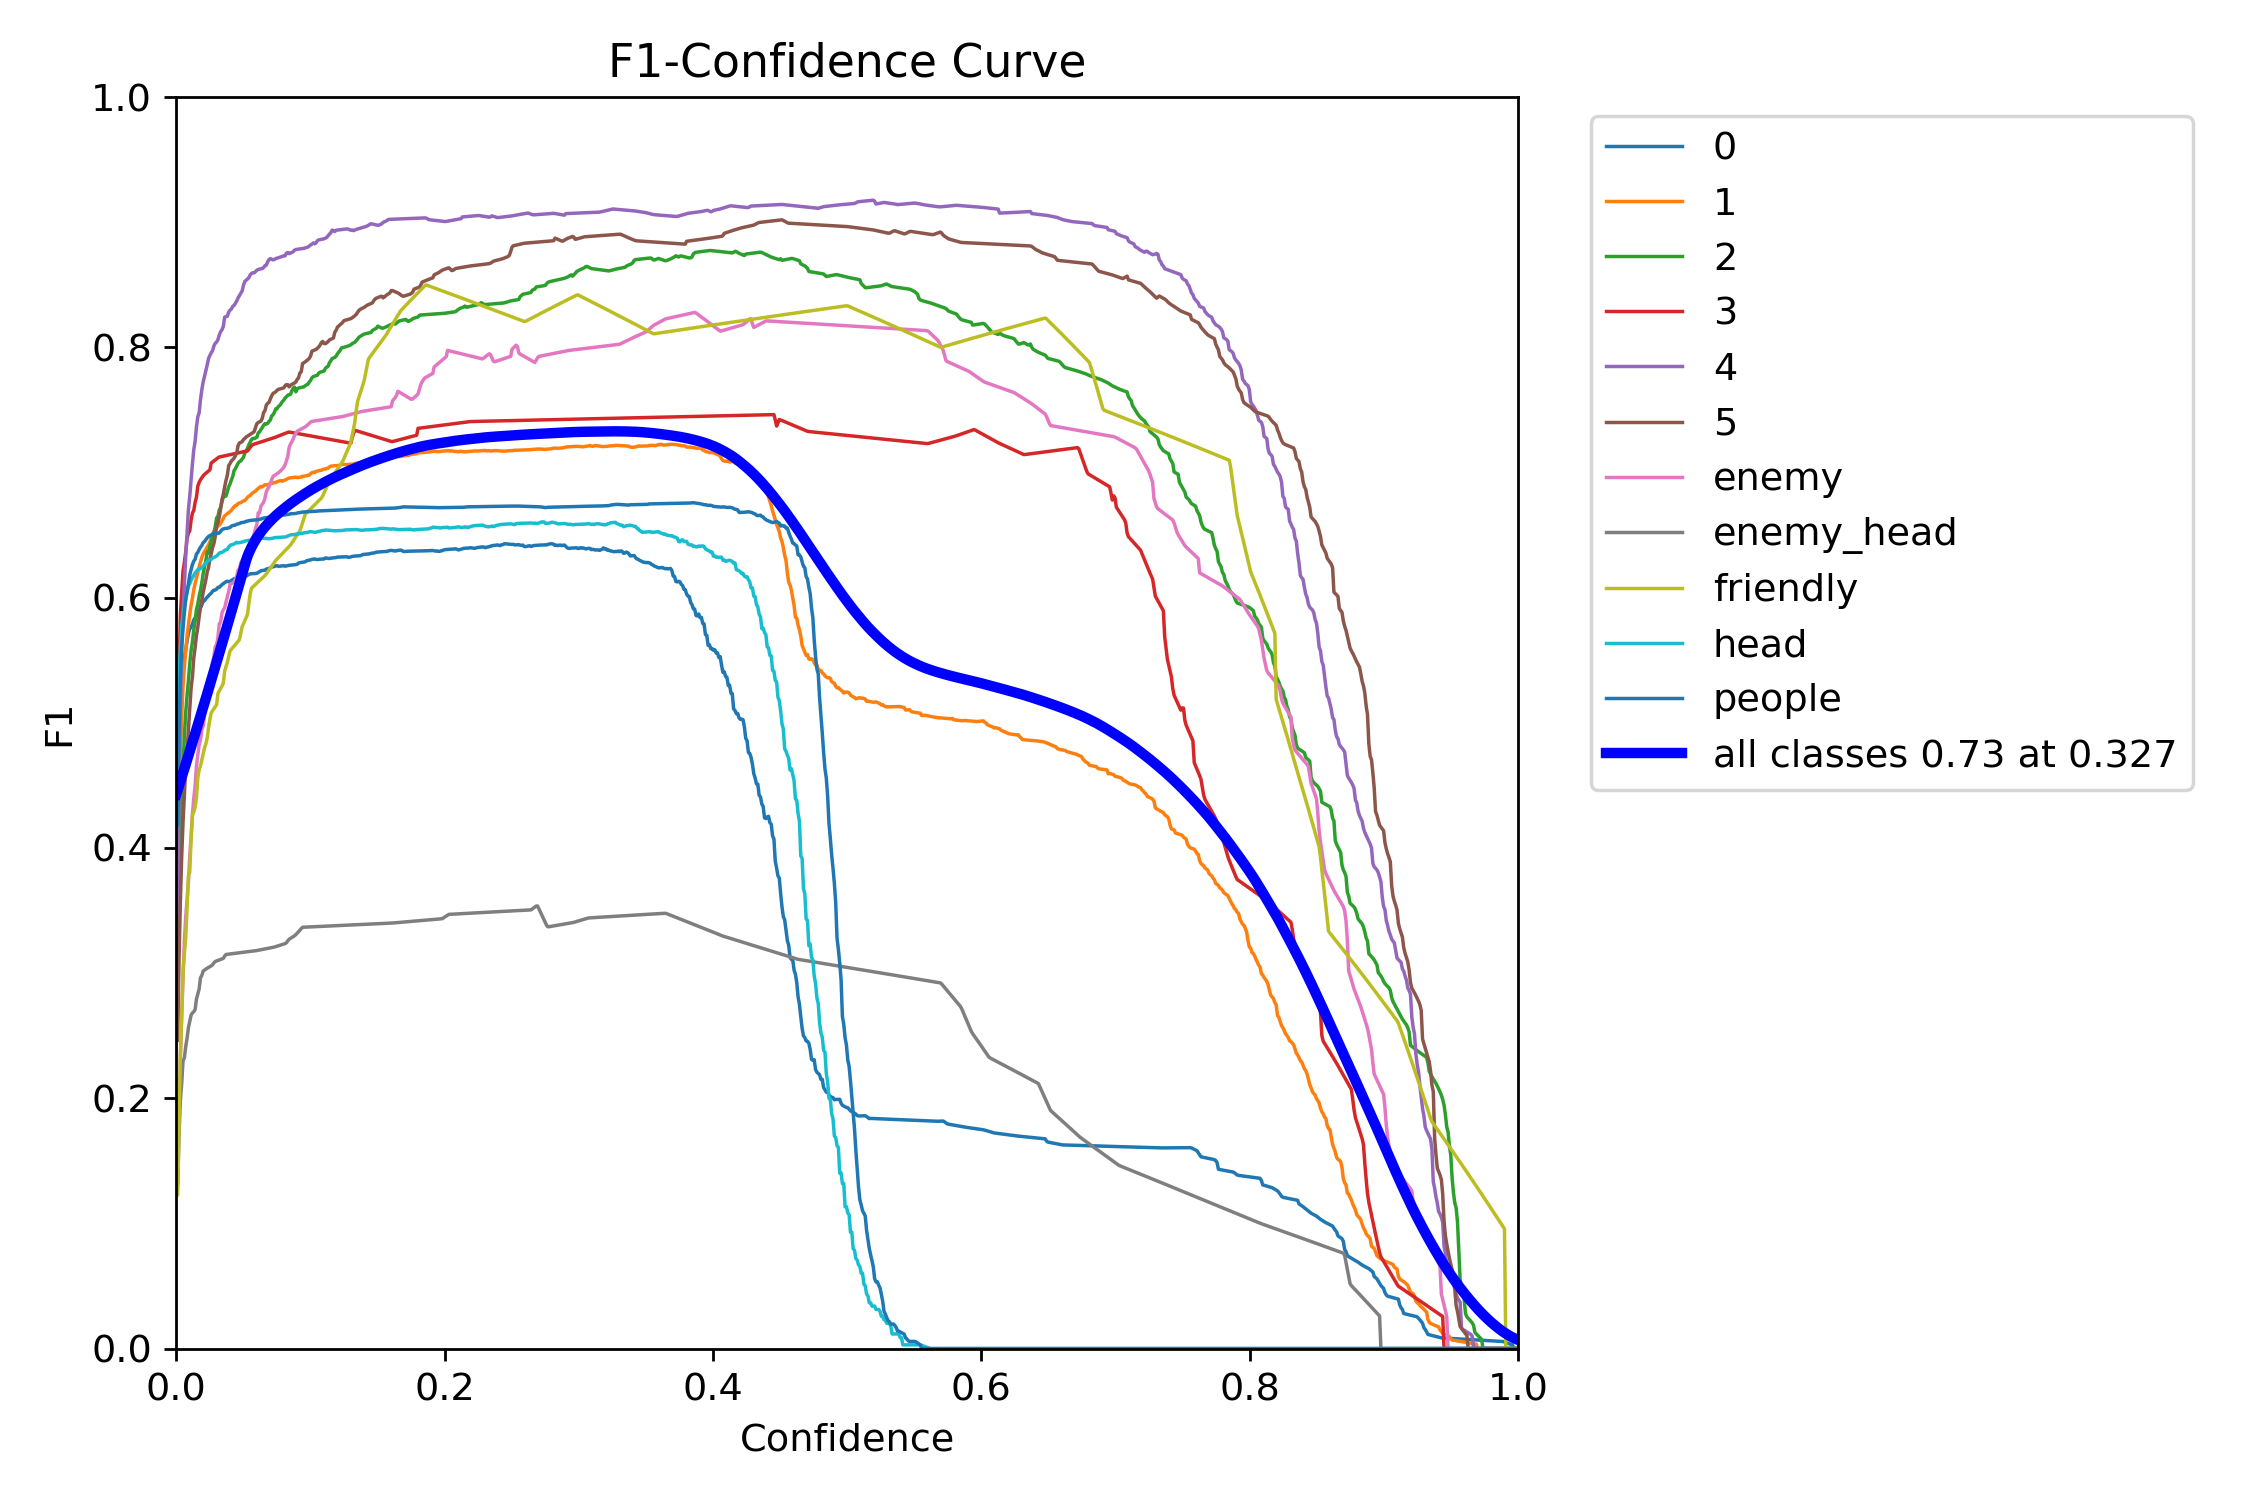 F1-Confidence Curve
1.0
0.8
0.6
0.4
0.2
0.0
F1
0.0 0.2 0.4 0.6 0.8 1.0
Confidence
0
1
2
3
4
5
enemy
enemy_head
friendly
head
people
all classes 0.73 at 0.327